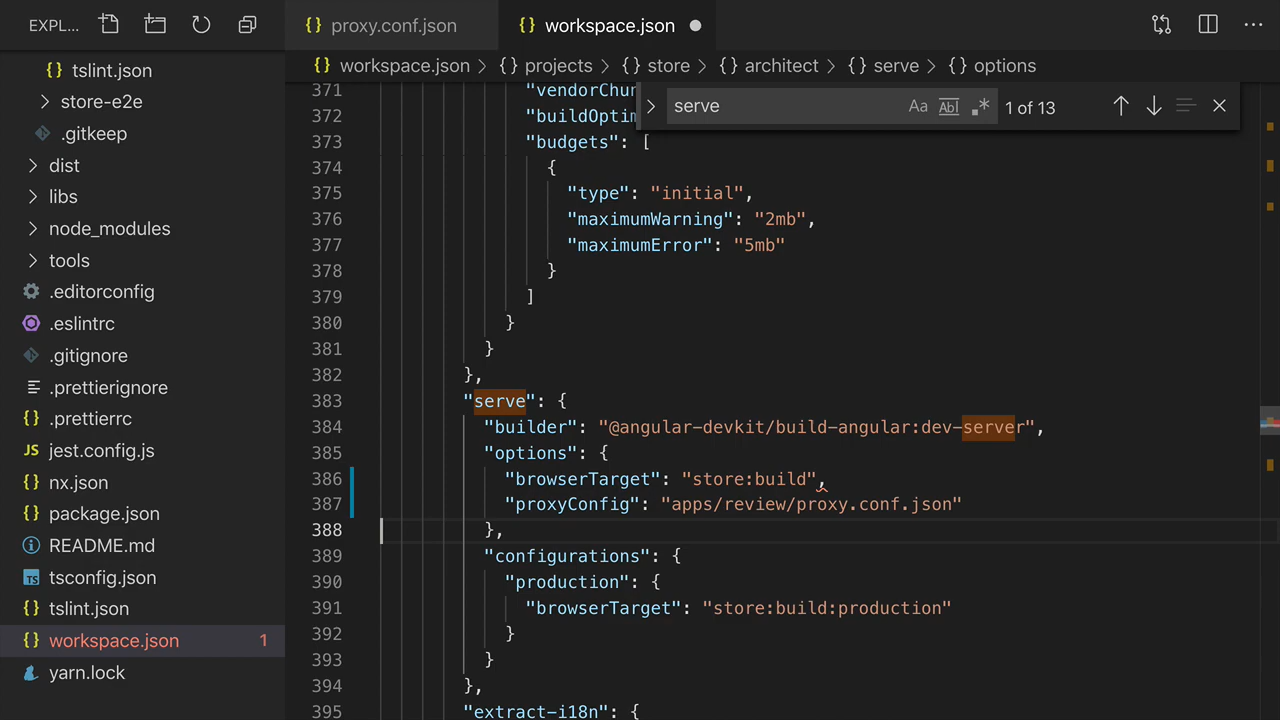 EXPL...
tslint.json
store-e2e
.gitkeep
dist
libs
node_modules
tools
.editorconfig
.eslintrc
.gitignore
.prettierignore
.prettierrc
jest.config.js
nx.json
package.json
README.md
tsconfig.json
tslint.json
workspace.json 1
yarn.lock
proxy.conf.json
workspace.json
workspace.json > {} projects > {} store > {} architect > {} serve > {} options
serve Aa Abl .* 1 of 13
371 "vendorChun
372 "buildOptim
373 "budgets": [
374 {
375 "type": "initial",
376 "maximumWarning": "2mb",
377 "maximumError": "5mb"
378 }
379 ]
380 }
381 }
382 },
383 "serve": {
384 "builder": "@angular-devkit/build-angular:dev-server",
385 "options": {
386 "browserTarget": "store:build",
387 "proxyConfig": "apps/review/proxy.conf.json"
388 },
389 "configurations": {
390 "production": {
391 "browserTarget": "store:build:production"
392 }
393 }
394 },
395 "extract-i18n": {